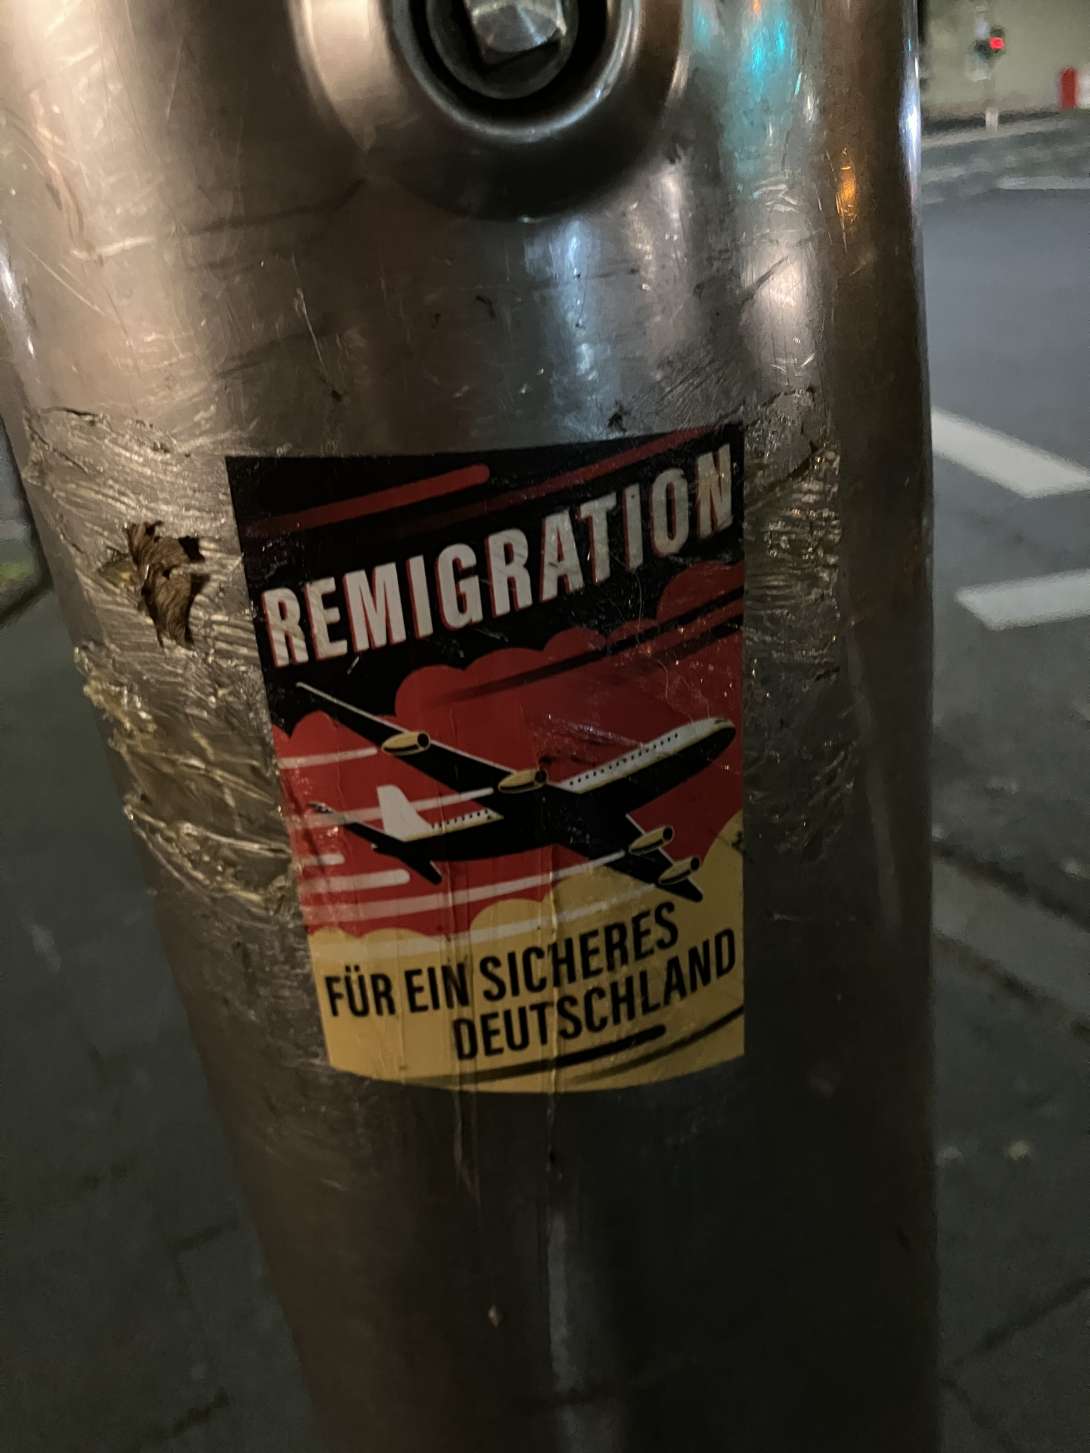 REMIGRATION
FÜR EIN SICHERES
DEUTSCHLAND